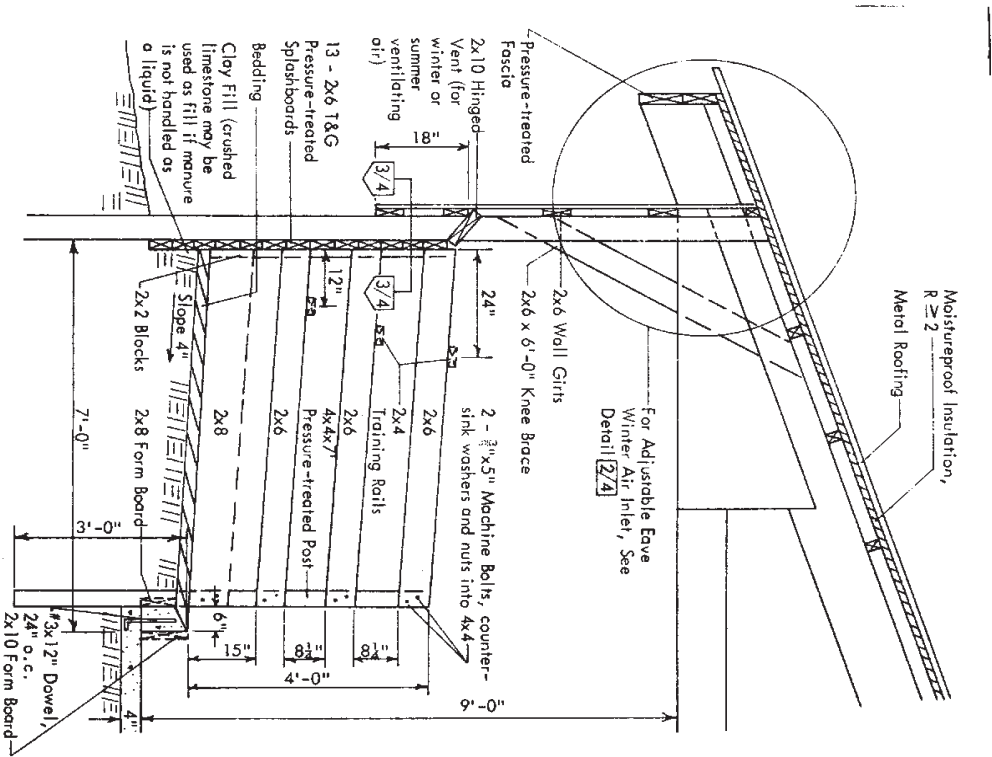 Moistureproof Insulation,
R ≥ 2
Metal Roofing
For Adjustable Eave
Winter Air Inlet, See
Detail 2/4
2x6 Wall Girts
2x6 x 6'-0" Knee Brace
Pressure-treated
Fascia
2x10 Hinged
Vent (for
winter or
summer
ventilating
air)
18"
3/4
13 - 2x6 T&G
Pressure-treated
Splashboards
Bedding
Clay Fill (crushed
limestone may be
used as fill if manure
is not handled as
a liquid)
24"
12"
3/4
2 - 3/8"x5" Machine Bolts, counter-
sink washers and nuts into 4x4
2x6
2x4
Training Rails
2x6
4x4x7'
Pressure-treated Post
2x6
2x8
2x2 Blocks
Slope 4"
2x8 Form Board
7'-0"
3'-0"
6"
15"
8¼"
8¼"
4'-0"
9'-0"
4"
#3x12" Dowel,
24" o.c.
2x10 Form Board